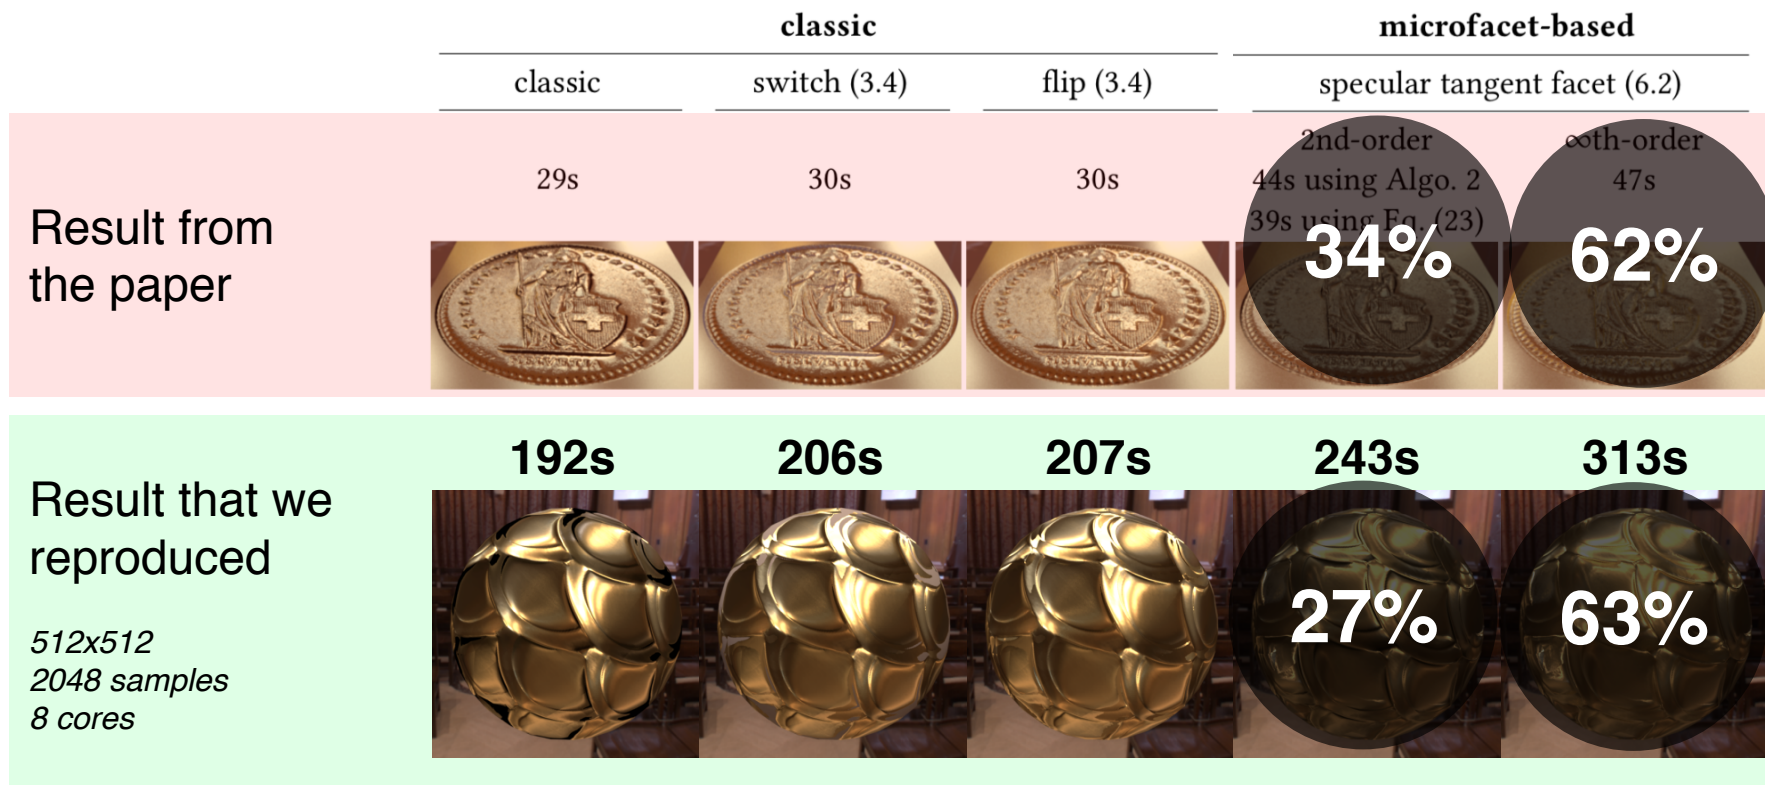 classic
microfacet-based
classic
switch (3.4)
flip (3.4)
specular tangent facet (6.2)
Result from
the paper
29s
30s
30s
2nd-order
44s using Algo. 2
39s using Eq. (23)
34%
∞th-order
47s
62%
Result that we
reproduced
512x512
2048 samples
8 cores
192s
206s
207s
243s
313s
27%
63%